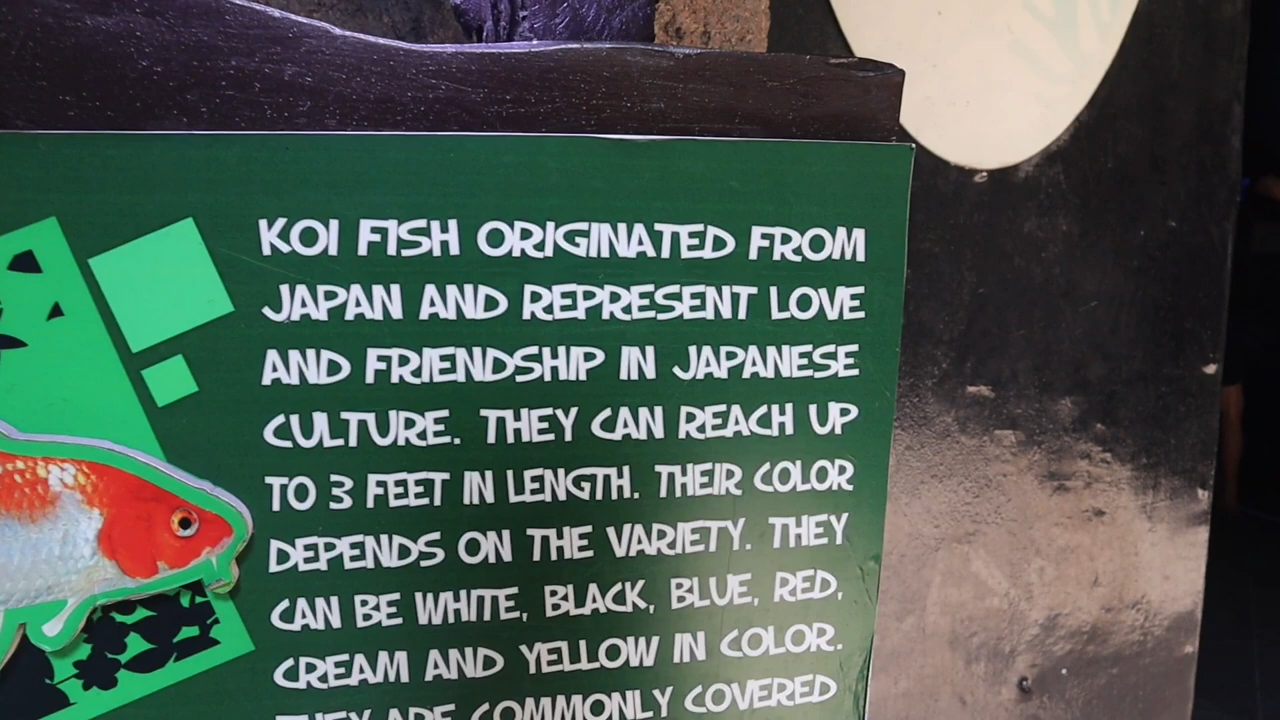 KOI FISH ORIGINATED FROM
JAPAN AND REPRESENT LOVE
AND FRIENDSHIP IN JAPANESE
CULTURE. THEY CAN REACH UP
TO 3 FEET IN LENGTH. THEIR COLOR
DEPENDS ON THE VARIETY. THEY
CAN BE WHITE, BLACK, BLUE, RED,
CREAM AND YELLOW IN COLOR.
THEY ARE COMMONLY COVERED